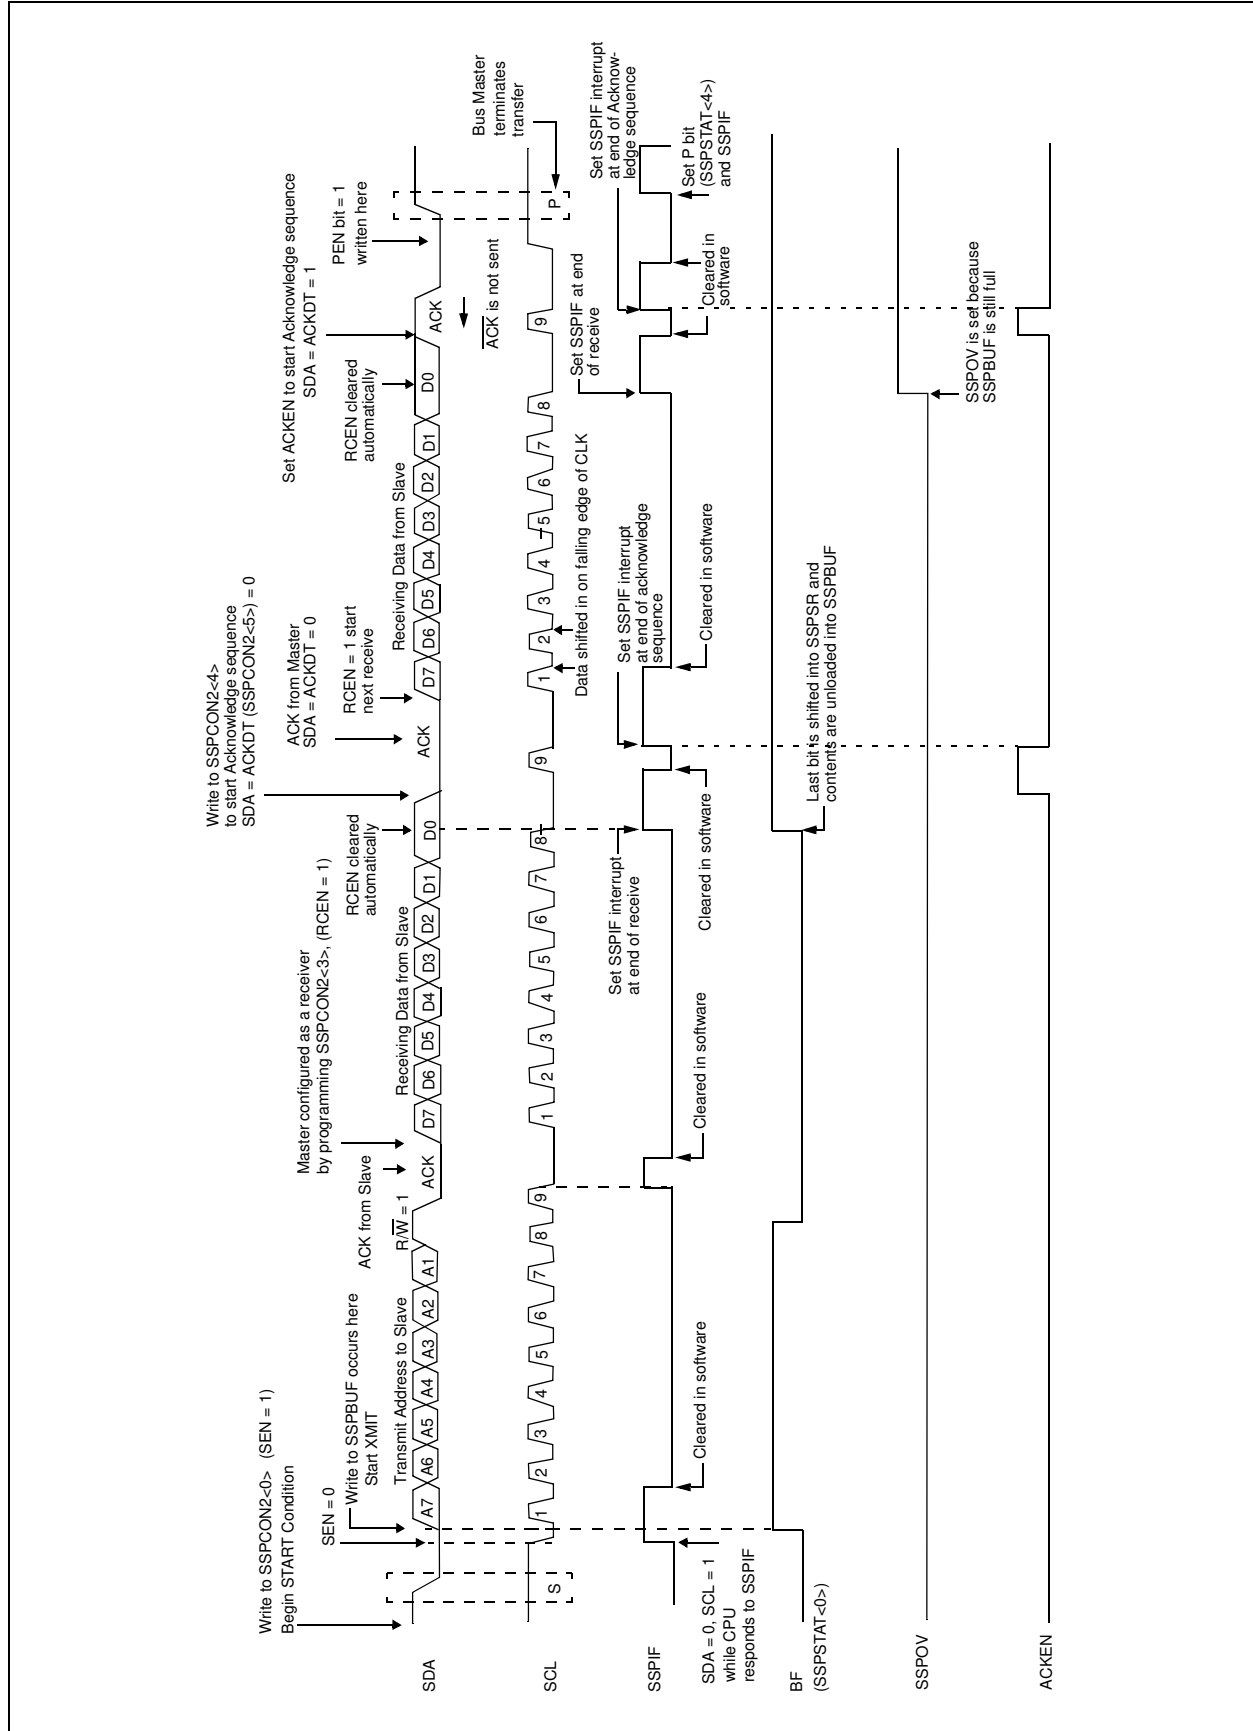 Write to SSPCON2<0> (SEN = 1)
Begin START Condition
SEN = 0
Write to SSPBUF occurs here
Start XMIT
Transmit Address to Slave
R/W = 1
ACK from Slave
Master configured as a receiver
by programming SSPCON2<3>, (RCEN = 1)
Receiving Data from Slave
RCEN cleared
automatically
Write to SSPCON2<4>
to start Acknowledge sequence
SDA = ACKDT (SSPCON2<5>) = 0
ACK from Master
SDA = ACKDT = 0
RCEN = 1 start
next receive
Receiving Data from Slave
RCEN cleared
automatically
Set ACKEN to start Acknowledge sequence
SDA = ACKDT = 1
PEN bit = 1
written here
SDA
A7 A6 A5 A4 A3 A2 A1 ACK D7 D6 D5 D4 D3 D2 D1 D0 ACK D7 D6 D5 D4 D3 D2 D1 D0 ACK
ACK is not sent
Bus Master
terminates
transfer
SCL
S 1 2 3 4 5 6 7 8 9 1 2 3 4 5 6 7 8 9 1 2 3 4 5 6 7 8 9 P
Data shifted in on falling edge of CLK
Set SSPIF interrupt
at end of receive
Set SSPIF interrupt
at end of acknowledge
sequence
Set SSPIF at end
of receive
Set SSPIF interrupt
at end of Acknow-
ledge sequence
SSPIF
SDA = 0, SCL = 1
while CPU
responds to SSPIF
Cleared in software
Cleared in software
Cleared in software
Cleared in software
Cleared in software
Cleared in
software
Set P bit
(SSPSTAT<4>)
and SSPIF
BF
(SSPSTAT<0>)
Last bit is shifted into SSPSR and
contents are unloaded into SSPBUF
SSPOV
SSPOV is set because
SSPBUF is still full
ACKEN